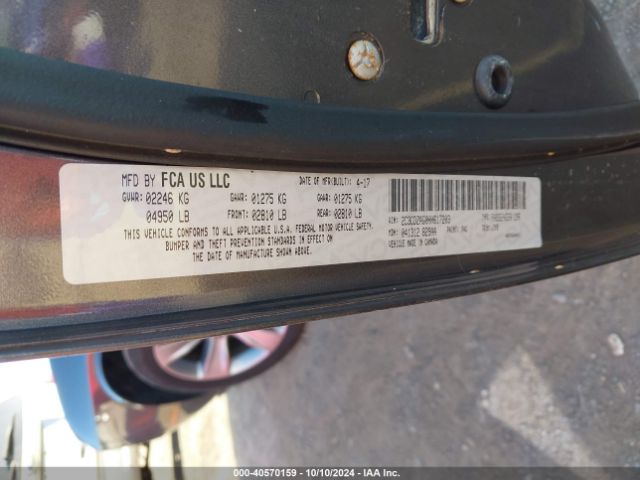 MFD BY FCA US LLC
DATE OF MFR(BUILT): 4-17
GVWR: 02246 KG
GAWR: 01275 KG
GAWR: 01275 KG
04950 LB
FRONT: 02810 LB
REAR: 02810 LB
THIS VEHICLE CONFORMS TO ALL APPLICABLE U.S.A. FEDERAL MOTOR VEHICLE SAFETY,
BUMPER AND THEFT PREVENTION STANDARDS IN EFFECT ON
THE DATE OF MANUFACTURE SHOWN ABOVE.
MDH: 041312
VEHICLE MADE IN CANADA
000-40570159 - 10/10/2024 - IAA Inc.